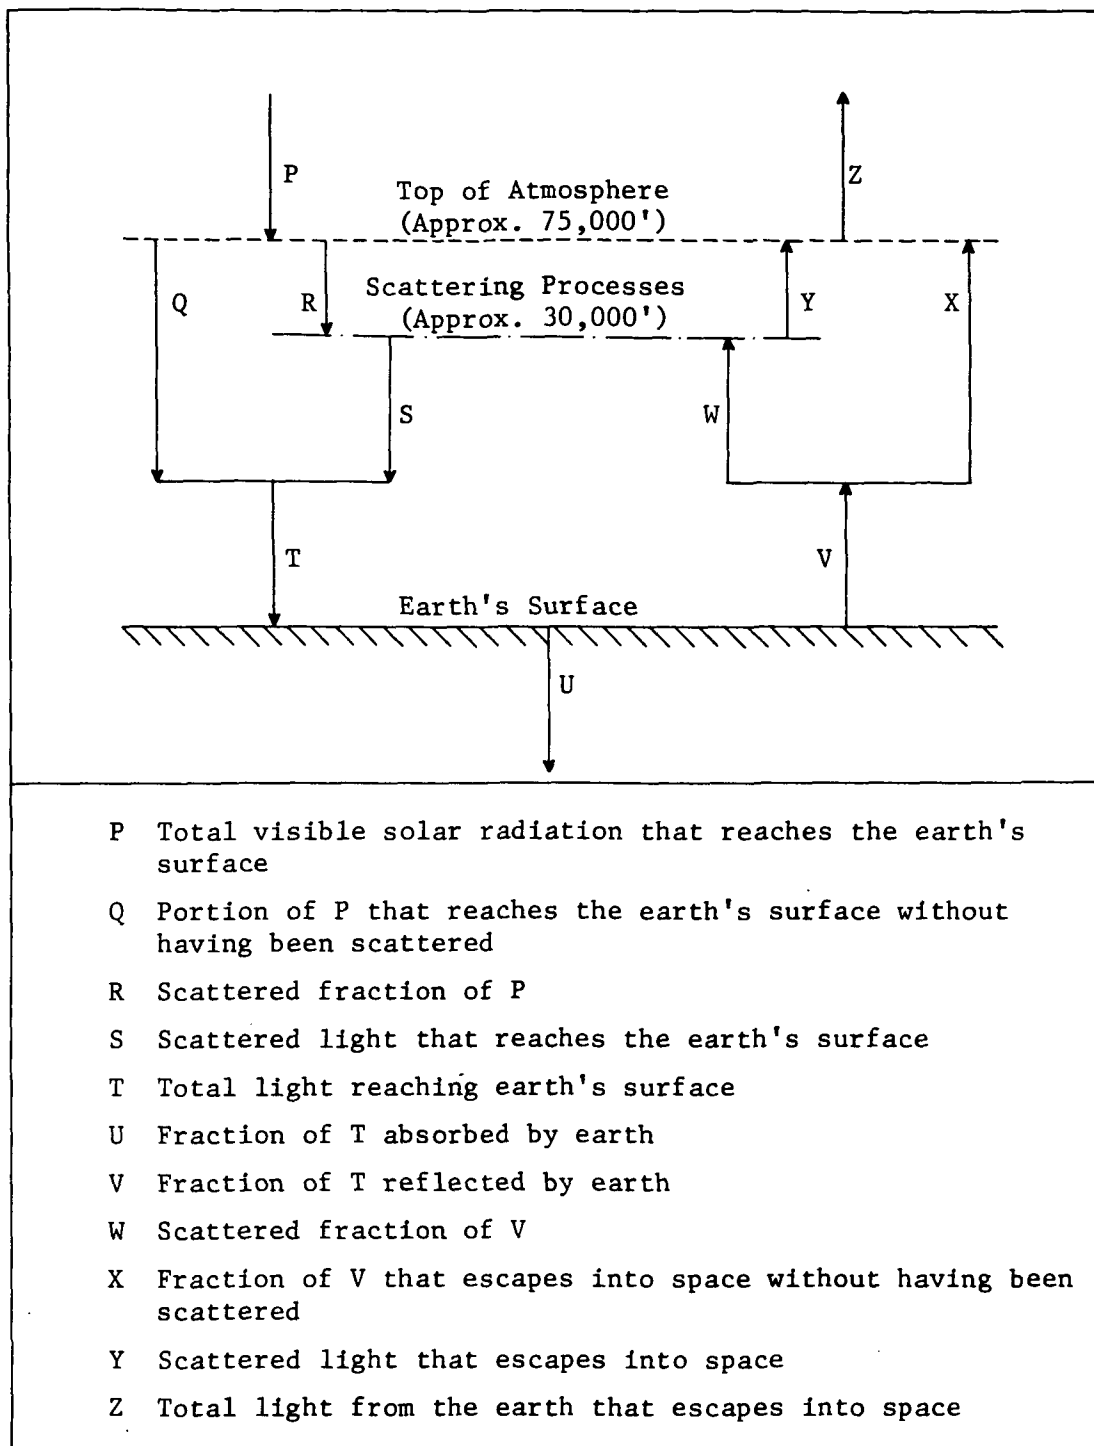 P
Z
Top of Atmosphere
(Approx. 75,000')
Q
R
Scattering Processes
(Approx. 30,000')
Y
X
S
W
T
V
Earth's Surface
U
P Total visible solar radiation that reaches the earth's
surface
Q Portion of P that reaches the earth's surface without
having been scattered
R Scattered fraction of P
S Scattered light that reaches the earth's surface
T Total light reaching earth's surface
U Fraction of T absorbed by earth
V Fraction of T reflected by earth
W Scattered fraction of V
X Fraction of V that escapes into space without having been
scattered
Y Scattered light that escapes into space
Z Total light from the earth that escapes into space